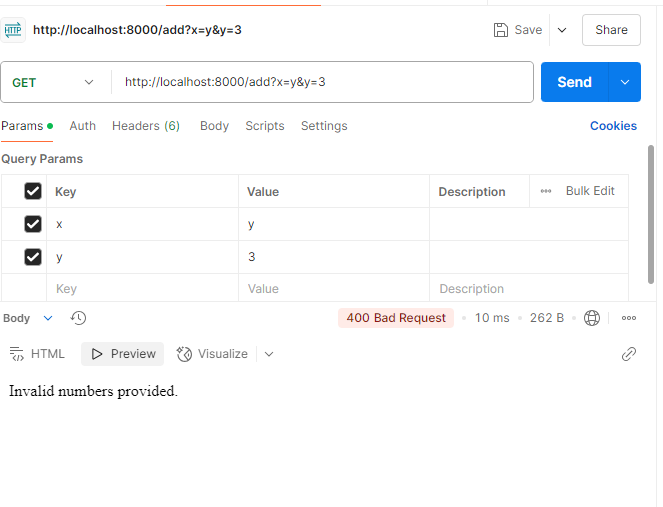 HTTP http://localhost:8000/add?x=y&y=3 Save Share
GET http://localhost:8000/add?x=y&y=3 Send
Params Auth Headers (6) Body Scripts Settings Cookies
Query Params
Key Value Description Bulk Edit
x y
y 3
Key Value Description
Body 400 Bad Request 10 ms 262 B
HTML Preview Visualize
Invalid numbers provided.